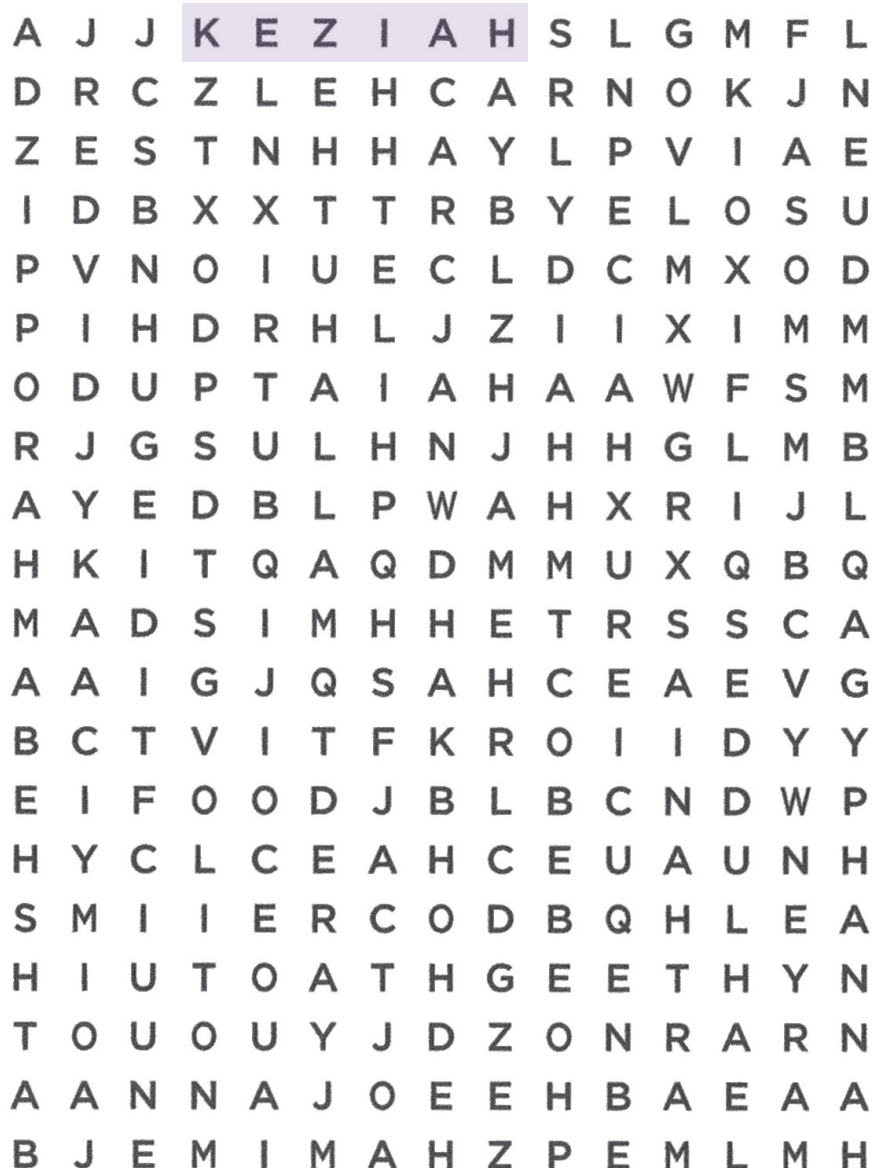 A J J K E Z I A H S L G M F L
D R C Z L E H C A R N O K J N
Z E S T N H H A Y L P V I A E
I D B X X T T R B Y E L O S U
P V N O I U E C L D C M X O D
P I H D R H L J Z I I X I M M
O D U P T A I A H A A W F S M
R J G S U L H N J H H G L M B
A Y E D B L P W A H X R I J L
H K I T Q A Q D M M U X Q B Q
M A D S I M H H E T R S S C A
A A I G J Q S A H C E A E V G
B C T V I T F K R O I I D Y Y
E I F O O D J B L B C N D W P
H Y C L C E A H C E U A U N H
S M I I E R C O D B Q H L E A
H I U T O A T H G E E T H Y N
T O U O U Y J D Z O N R A R N
A A N N A J O E E H B A E A A
B J E M I M A H Z P E M L M H